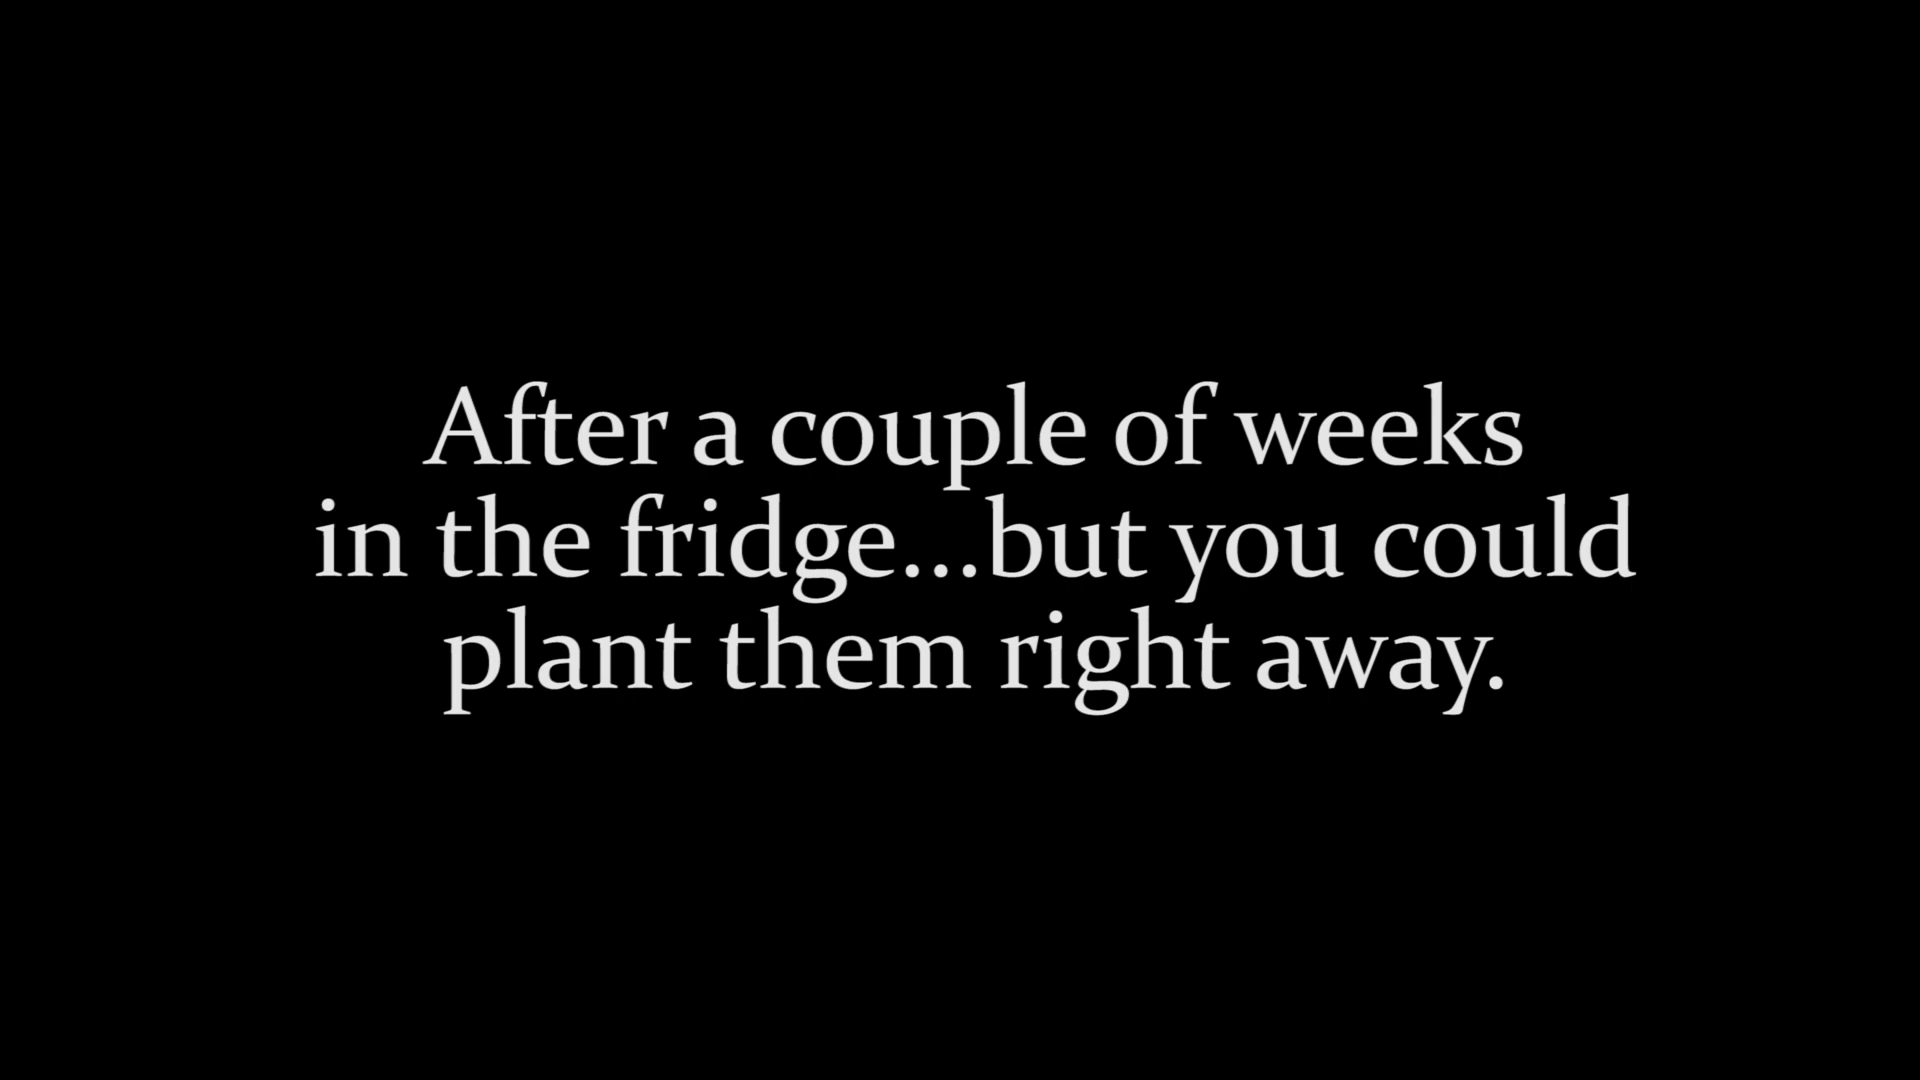 After a couple of weeks
in the fridge...but you could
plant them right away.